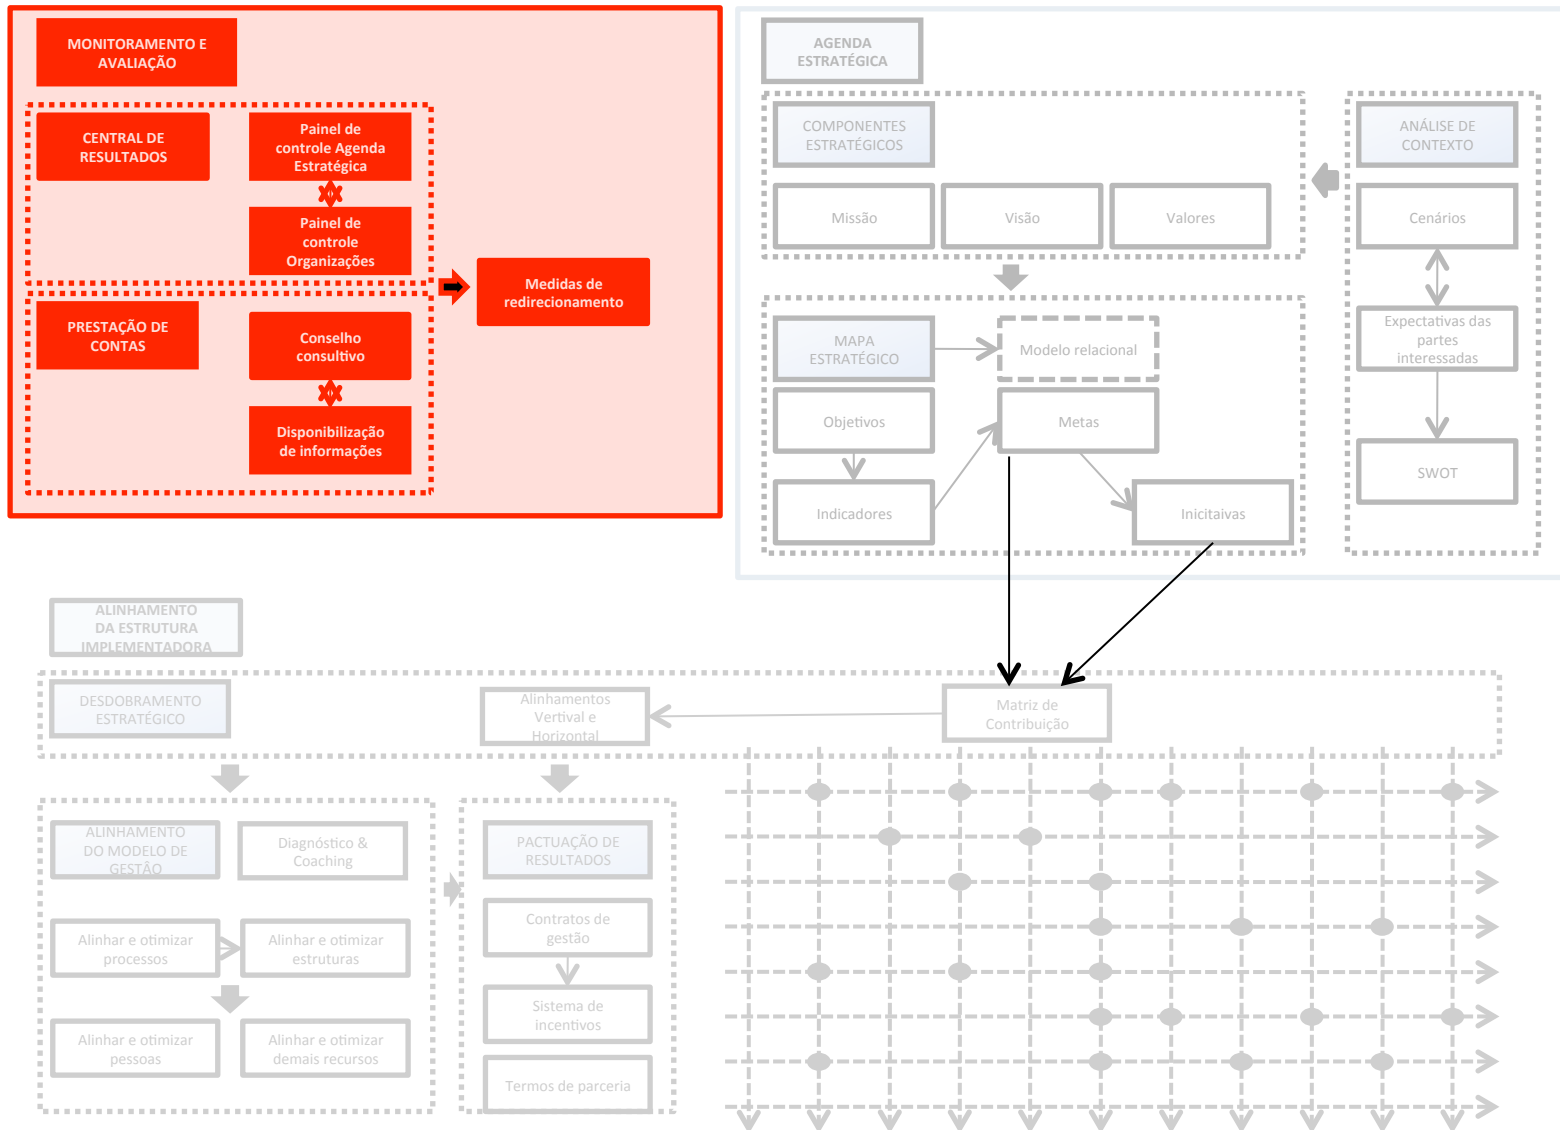 MONITORAMENTO E
AVALIAÇÃO
CENTRAL DE
RESULTADOS
Painel de
controle Agenda
Estratégica
Painel de
controle
Organizações
Medidas de
redirecionamento
PRESTAÇÃO DE
CONTAS
Conselho
consultivo
Disponibilização
de informações
AGENDA
ESTRATÉGICA
COMPONENTES
ESTRATÉGICOS
Missão
Visão
Valores
ANÁLISE DE
CONTEXTO
Cenários
Expectativas das
partes
interessadas
SWOT
MAPA
ESTRATÉGICO
Modelo relacional
Objetivos
Metas
Indicadores
Inicitaivas
ALINHAMENTO
DA ESTRUTURA
IMPLEMENTADORA
DESDOBRAMENTO
ESTRATÉGICO
Alinhamentos
Vertival e
Horizontal
Matriz de
Contribuição
ALINHAMENTO
DO MODELO DE
GESTÃO
Diagnóstico &
Coaching
Alinhar e otimizar
processos
Alinhar e otimizar
estruturas
Alinhar e otimizar
pessoas
Alinhar e otimizar
demais recursos
PACTUAÇÃO DE
RESULTADOS
Contratos de
gestão
Sistema de
incentivos
Termos de parceria